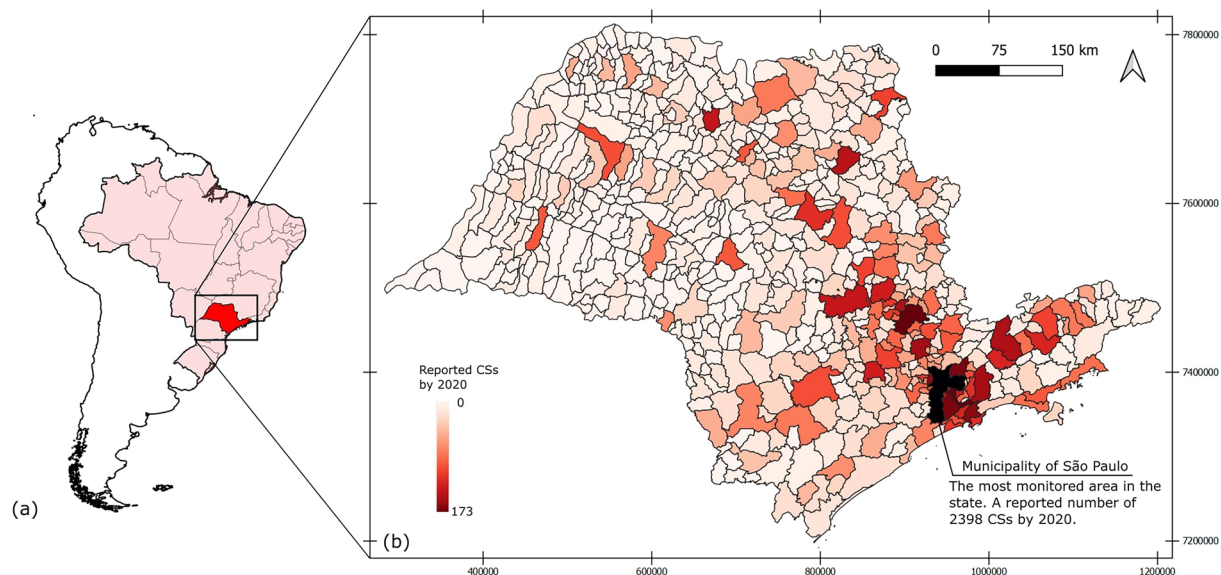 0 75 150 km
7800000
7600000
7400000
7200000
Reported CSs
by 2020
0
173
Municipality of São Paulo
The most monitored area in the
state. A reported number of
2398 CSs by 2020.
(a)
(b)
400000 600000 800000 1000000 1200000